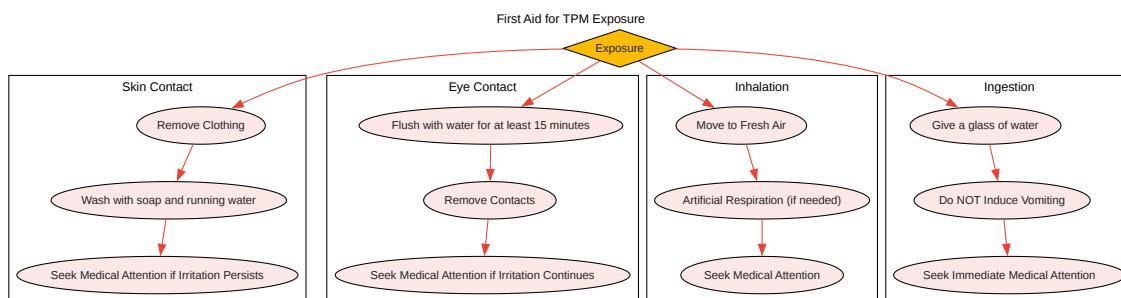 First Aid for TPM Exposure
Exposure
Skin Contact
Remove Clothing
Wash with soap and running water
Seek Medical Attention if Irritation Persists
Eye Contact
Flush with water for at least 15 minutes
Remove Contacts
Seek Medical Attention if Irritation Continues
Inhalation
Move to Fresh Air
Artificial Respiration (if needed)
Seek Medical Attention
Ingestion
Give a glass of water
Do NOT Induce Vomiting
Seek Immediate Medical Attention